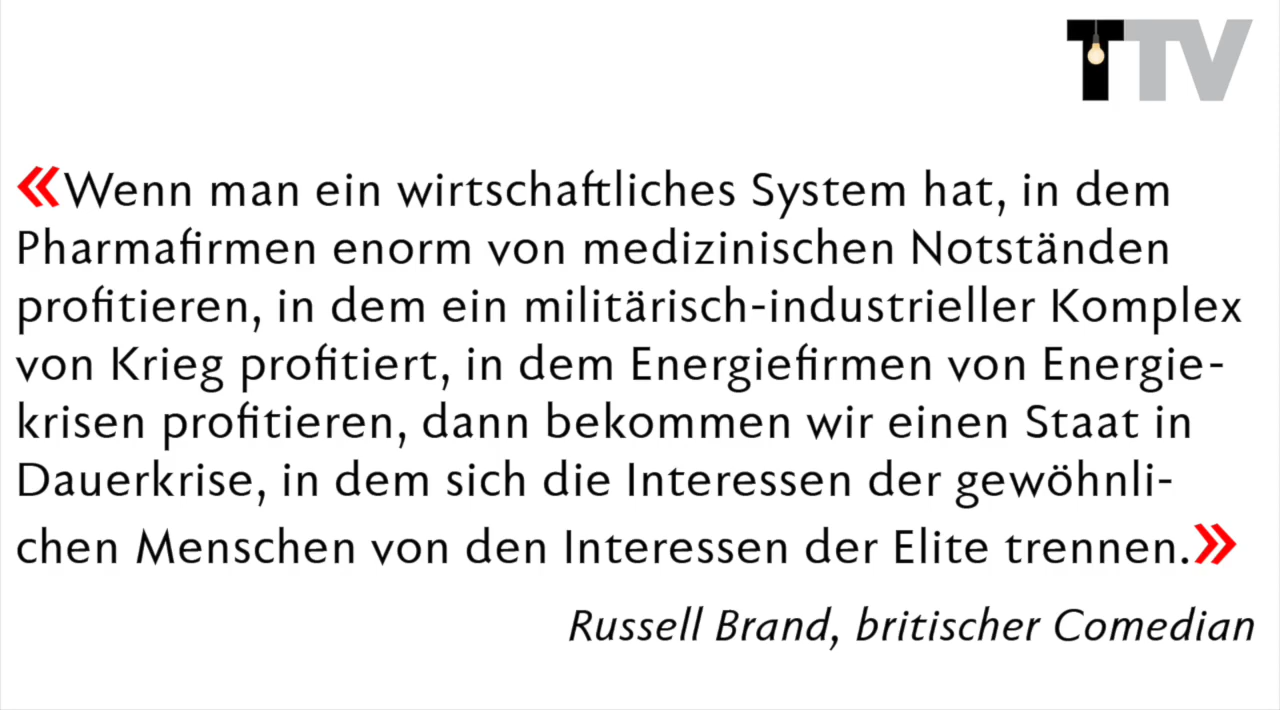 TTV
«Wenn man ein wirtschaftliches System hat, in dem
Pharmafirmen enorm von medizinischen Notständen
profitieren, in dem ein militärisch-industrieller Komplex
von Krieg profitiert, in dem Energiefirmen von Energie-
krisen profitieren, dann bekommen wir einen Staat in
Dauerkrise, in dem sich die Interessen der gewöhnli-
chen Menschen von den Interessen der Elite trennen.»
Russell Brand, britischer Comedian